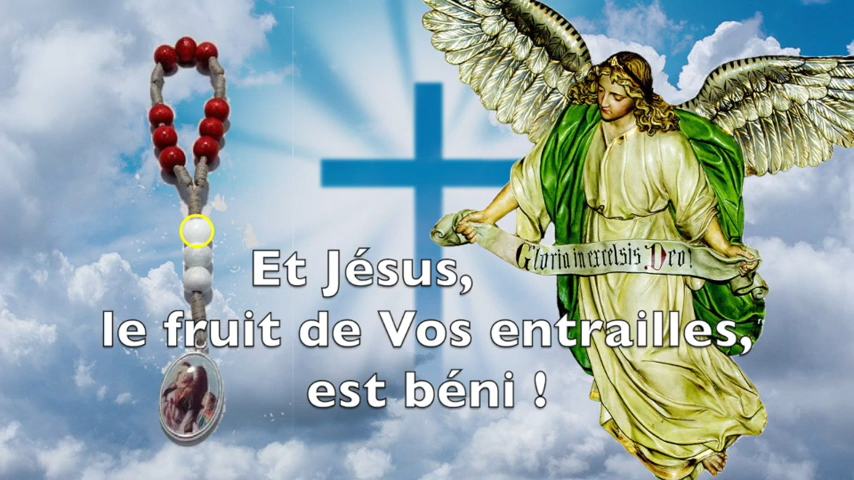 Gloria in excelsis Deo!
Et Jésus,
le fruit de Vos entrailles,
est béni !